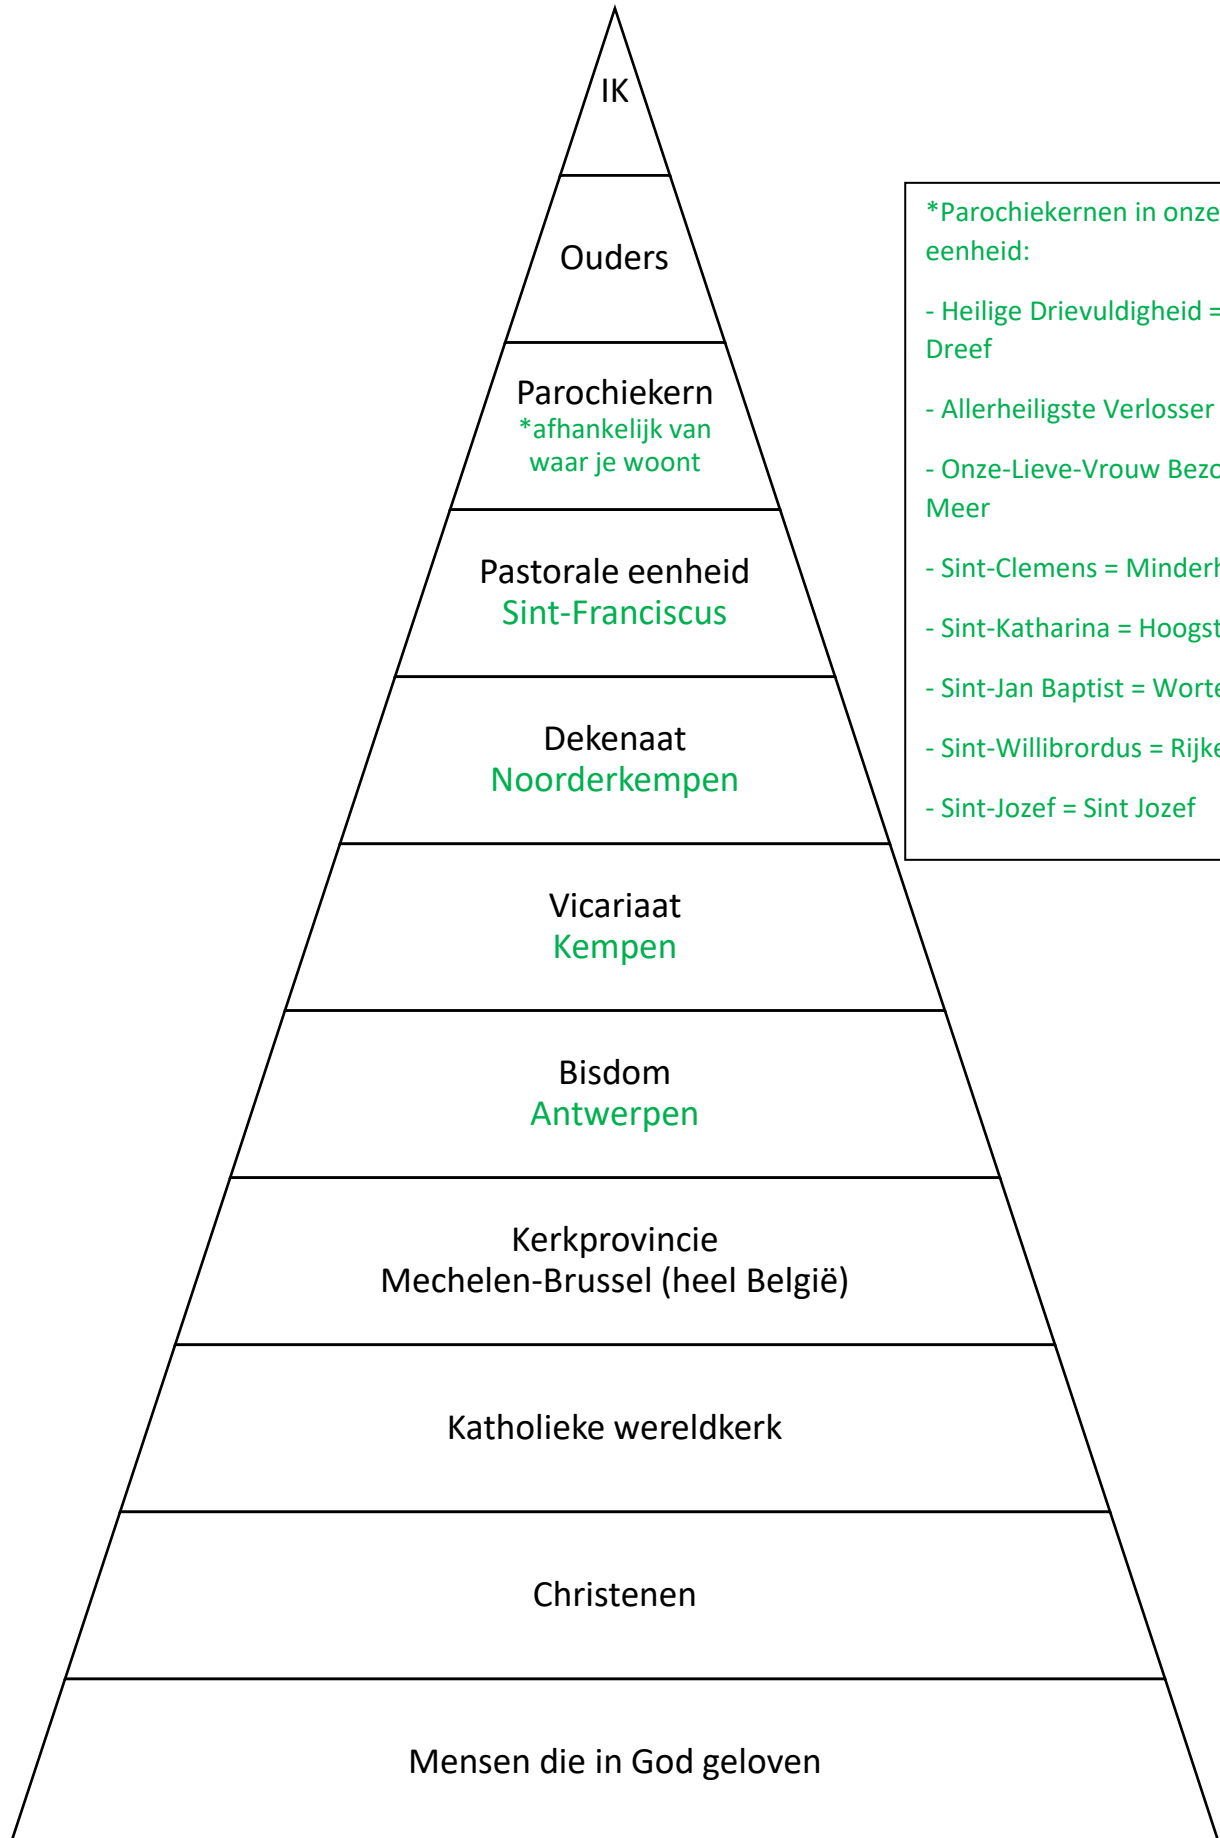 IK
Ouders
Parochiekern
*afhankelijk van
waar je woont
Pastorale eenheid
Sint-Franciscus
Dekenaat
Noorderkempen
Vicariaat
Kempen
Bisdom
Antwerpen
Kerkprovincie
Mechelen-Brussel (heel België)
Katholieke wereldkerk
Christenen
Mensen die in God geloven
*Parochiekernen in onze
eenheid:
- Heilige Drievuldigheid =
Dreef
- Allerheiligste Verlosser
- Onze-Lieve-Vrouw
Meer
- Sint-Clemens =
- Sint-Katharina =
- Sint-Jan Baptist =
- Sint-Willibrordus =
- Sint-Jozef = Sint Jozef